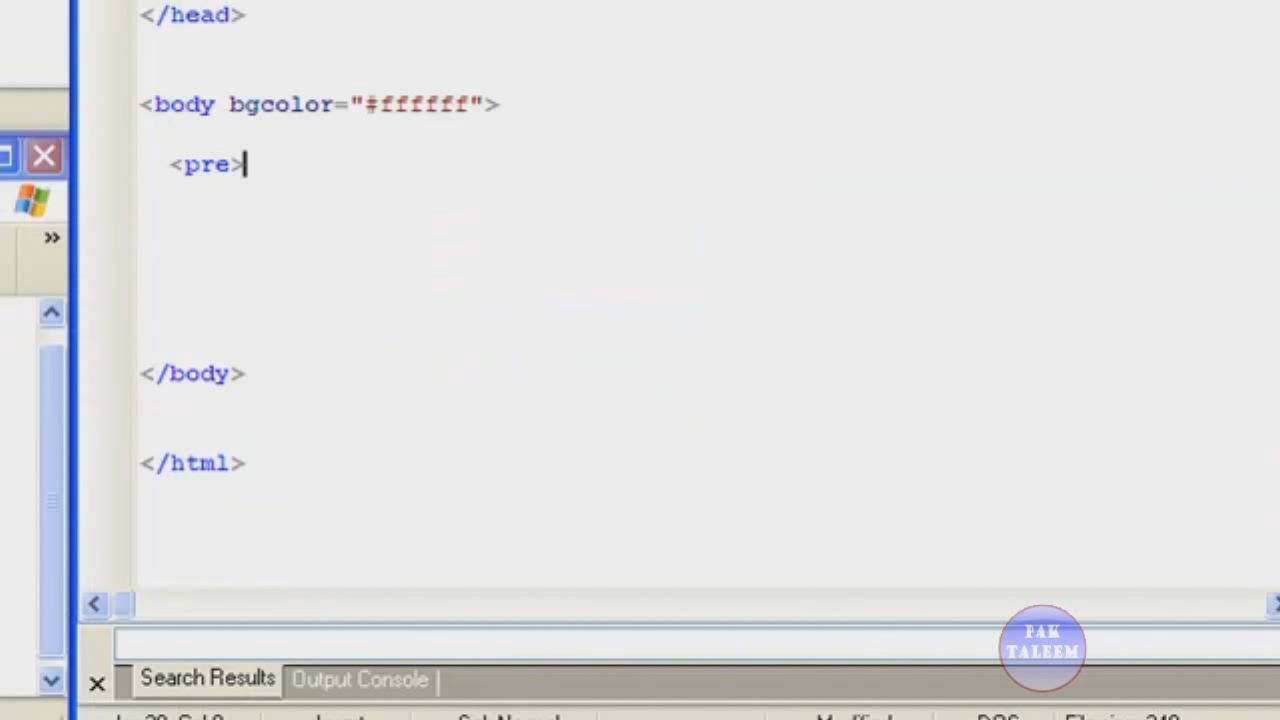 </head>
<body bgcolor="#ffffff">
<pre>
</body>
</html>
PAK
TALEEM
Search Results
Output Console